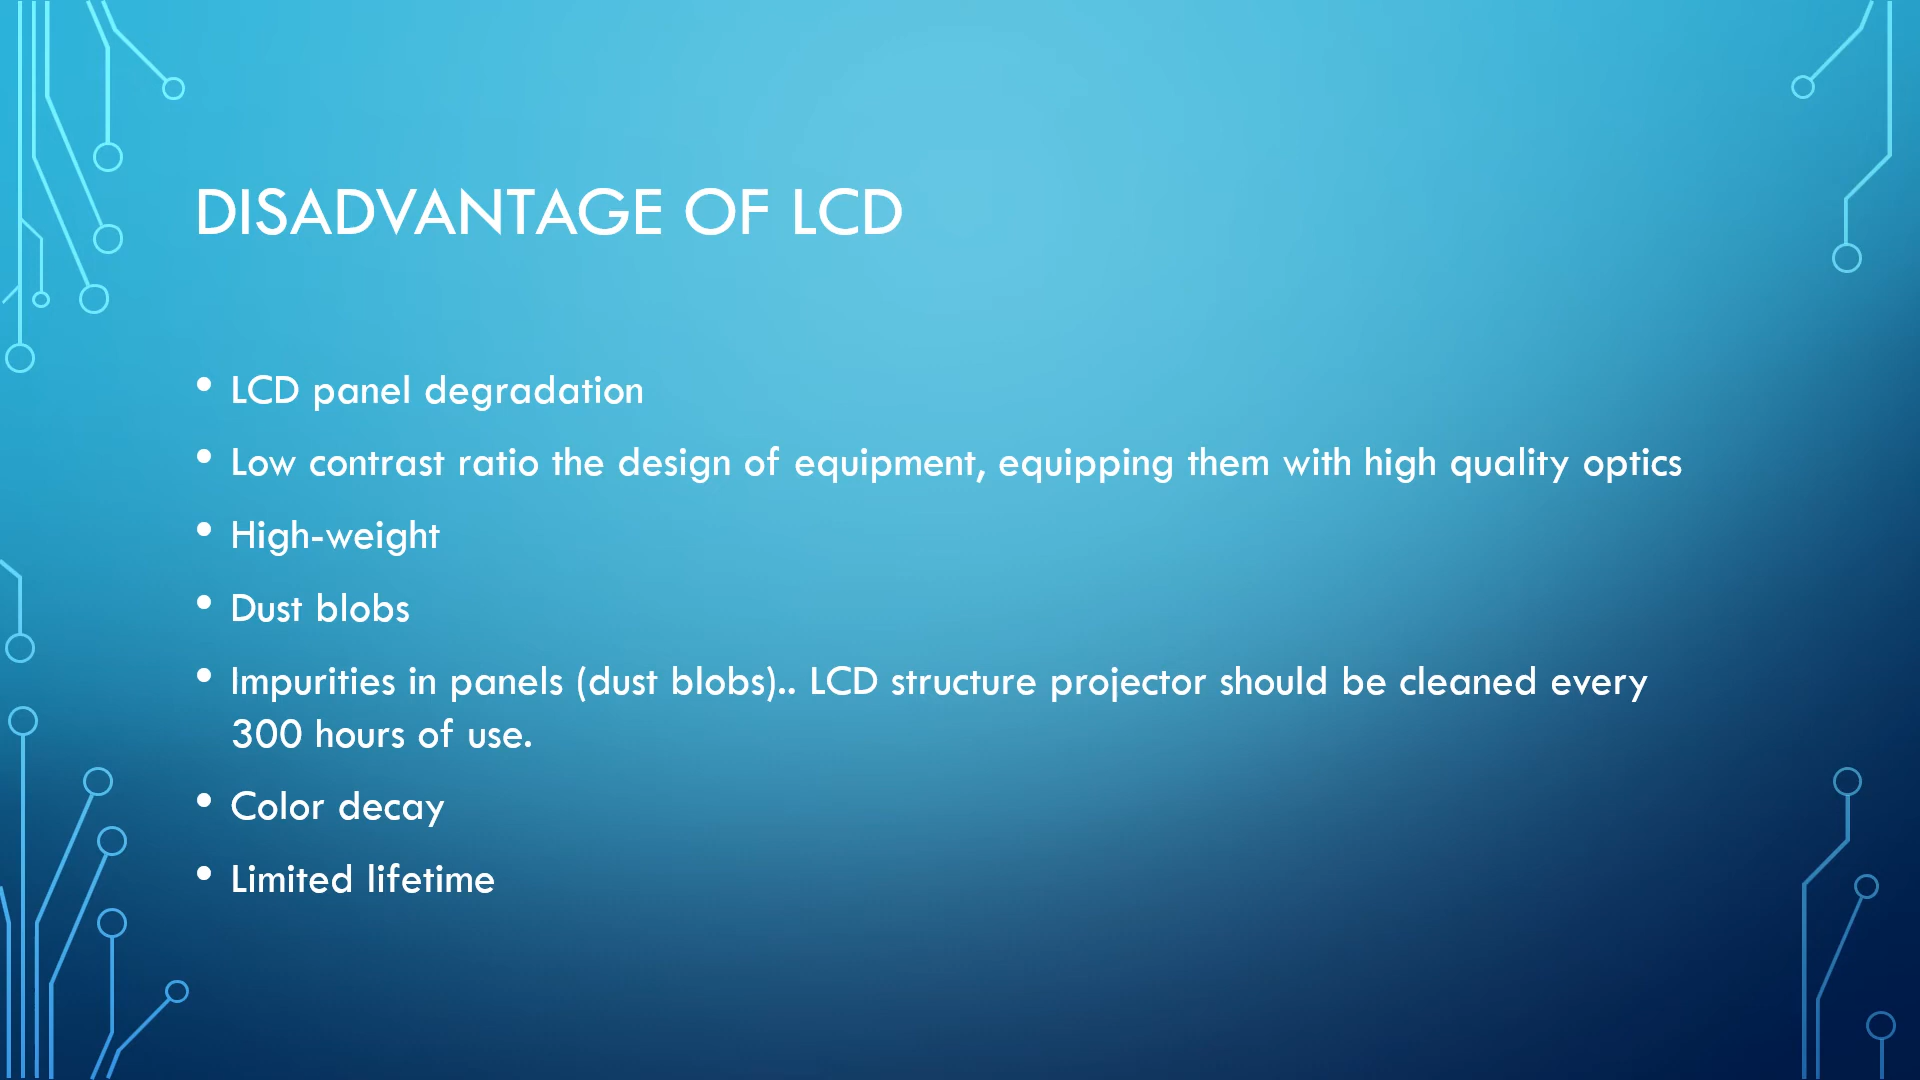 DISADVANTAGE OF LCD
• LCD panel degradation
• Low contrast ratio the design of equipment, equipping them with high quality optics
• High-weight
• Dust blobs
• Impurities in panels (dust blobs).. LCD structure projector should be cleaned every
300 hours of use.
• Color decay
• Limited lifetime